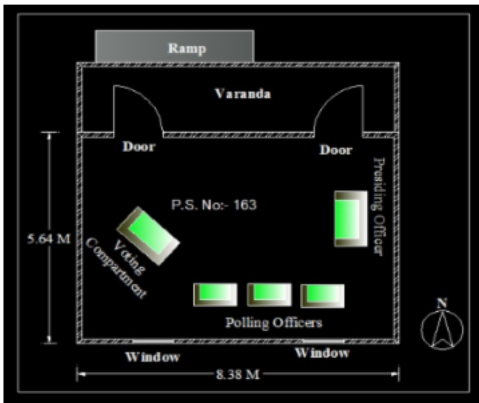 Ramp
Varanda
Door
Door
Presiding Officer
P.S. No:- 163
5.64 M
Voting
Compartment
Polling Officers
N
Window
Window
8.38 M